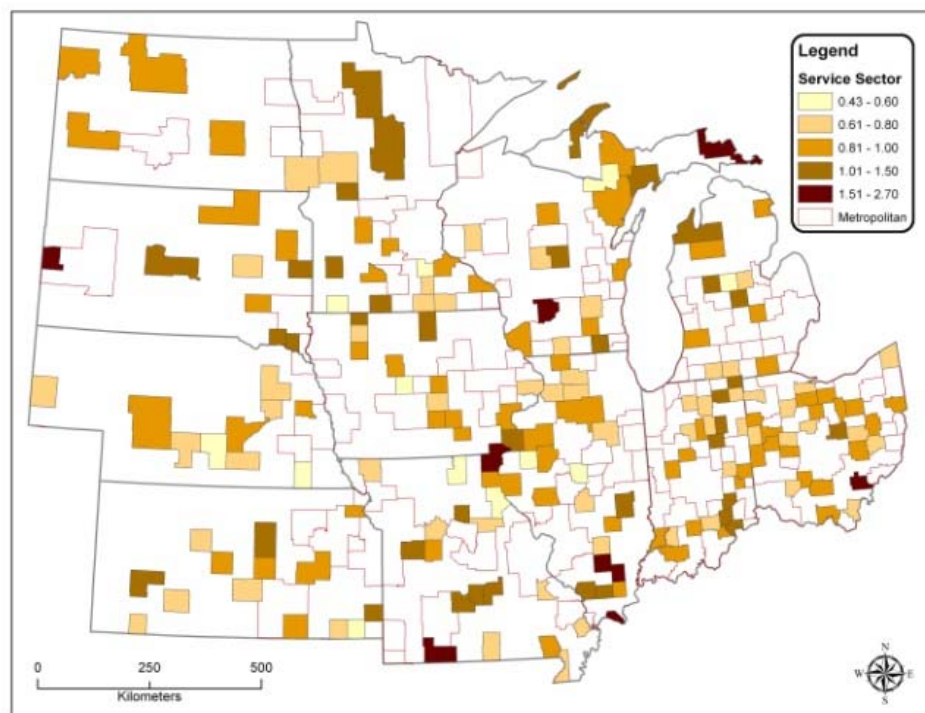 Legend
Service Sector
0.43 - 0.60
0.61 - 0.80
0.81 - 1.00
1.01 - 1.50
1.51 - 2.70
Metropolitan
0 250 500
Kilometers
N
W E
S